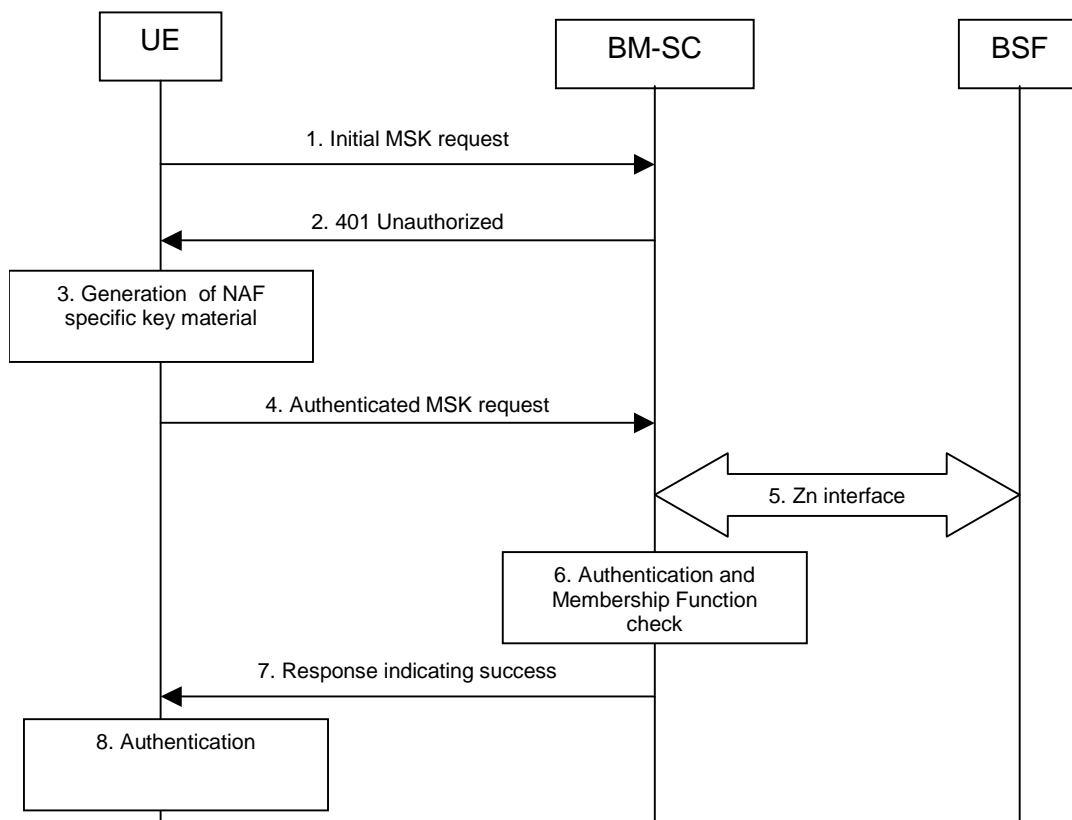 UE
BM-SC
BSF
1. Initial MSK request
2. 401 Unauthorized
3. Generation of NAF
specific key material
4. Authenticated MSK request
5. Zn interface
6. Authentication and
Membership Function
check
7. Response indicating success
8. Authentication